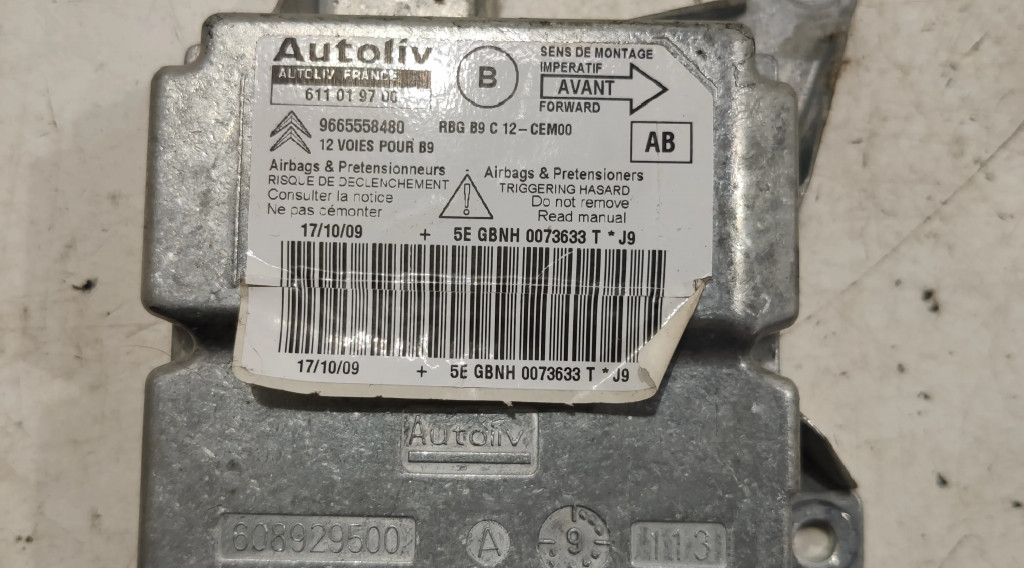 Autoliv
AUTOLIV FRANCE
611 01 97 00
B
SENS DE MONTAGE
IMPERATIF
AVANT
FORWARD
9665558480
RBG B9 C 12-CEM00
12 VOIES POUR B9
AB
Airbags & Pretensionneurs
RISQUE DE DECLENCHEMENT
Consulter la notice
Ne pas démonter
Airbags & Pretensioners
TRIGGERING HASARD
Do not remove
Read manual
17/10/09 + 5E GBNH 0073633 T * J9
17/10/09 + 5E GBNH 0073633 T * J9
Autoliv
608929500 A 9 113